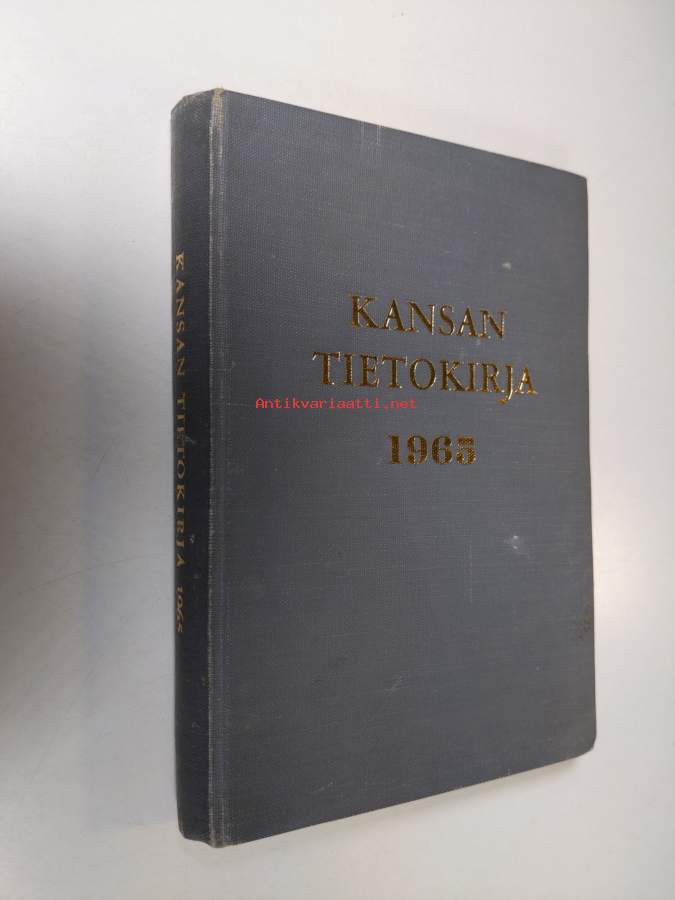 KANSAN
TIETOKIRJA
1965
Antikvariaatti.net
KANSAN TIETOKIRJA 1965